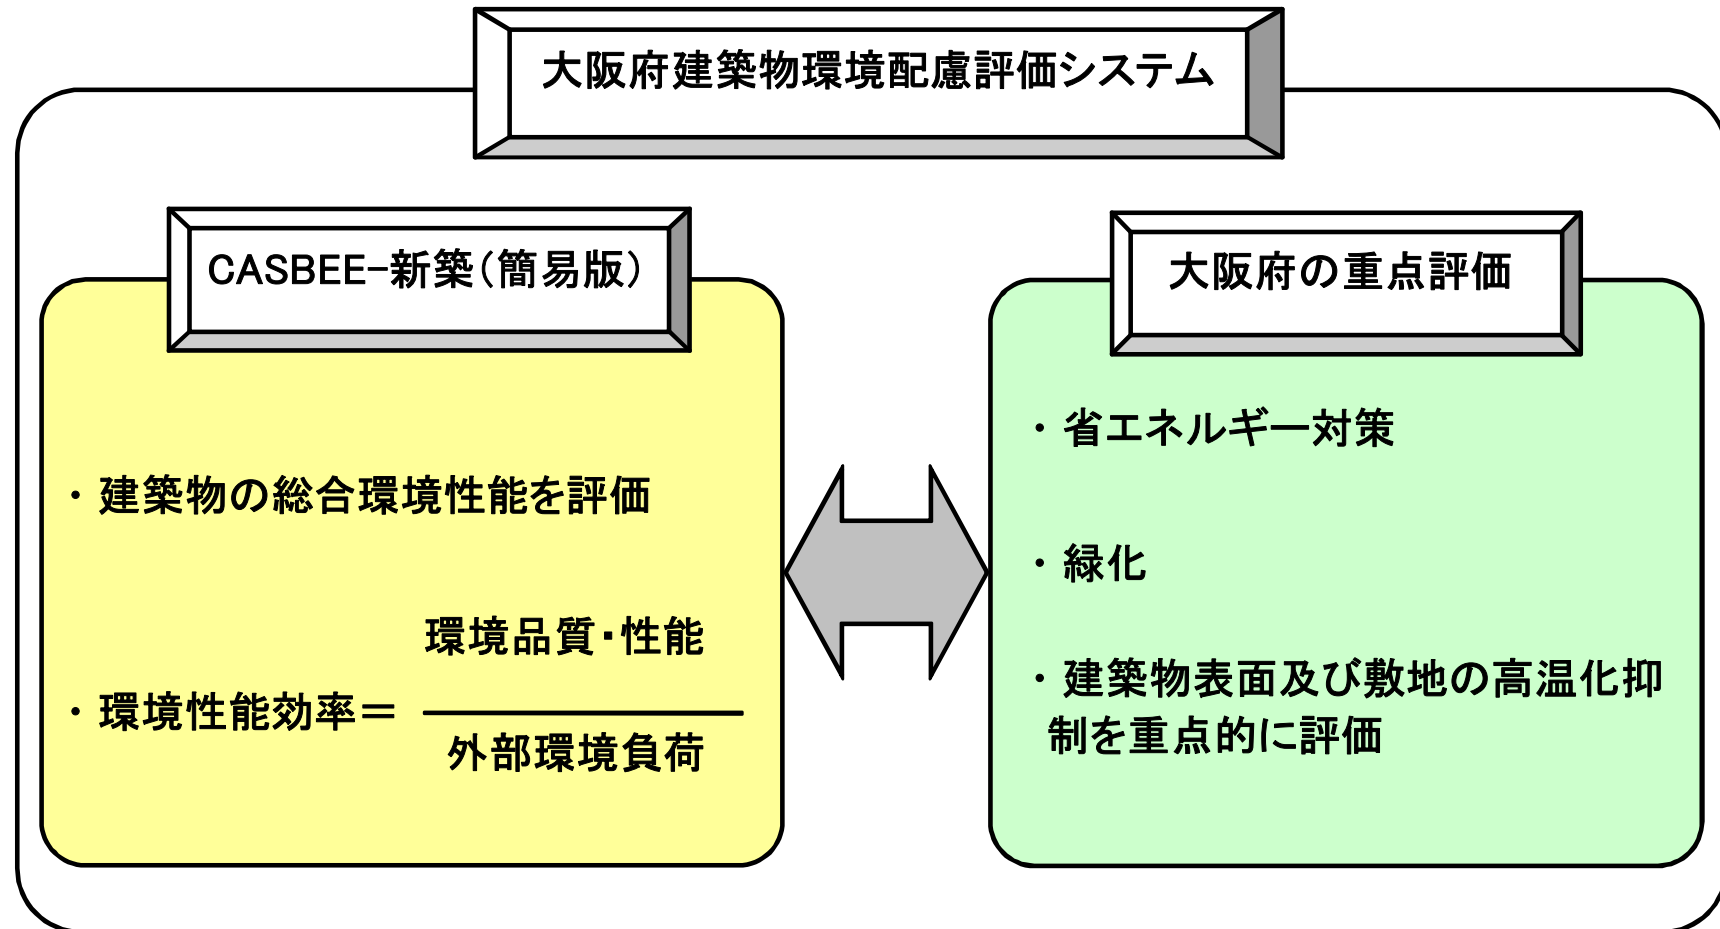 大阪府建築物環境配慮評価システム
CASBEE-新築（簡易版）
・建築物の総合環境性能を評価
環境品質・性能
・環境性能効率＝
外部環境負荷
大阪府の重点評価
・省エネルギー対策
・緑化
・建築物表面及び敷地の高温化抑
制を重点的に評価